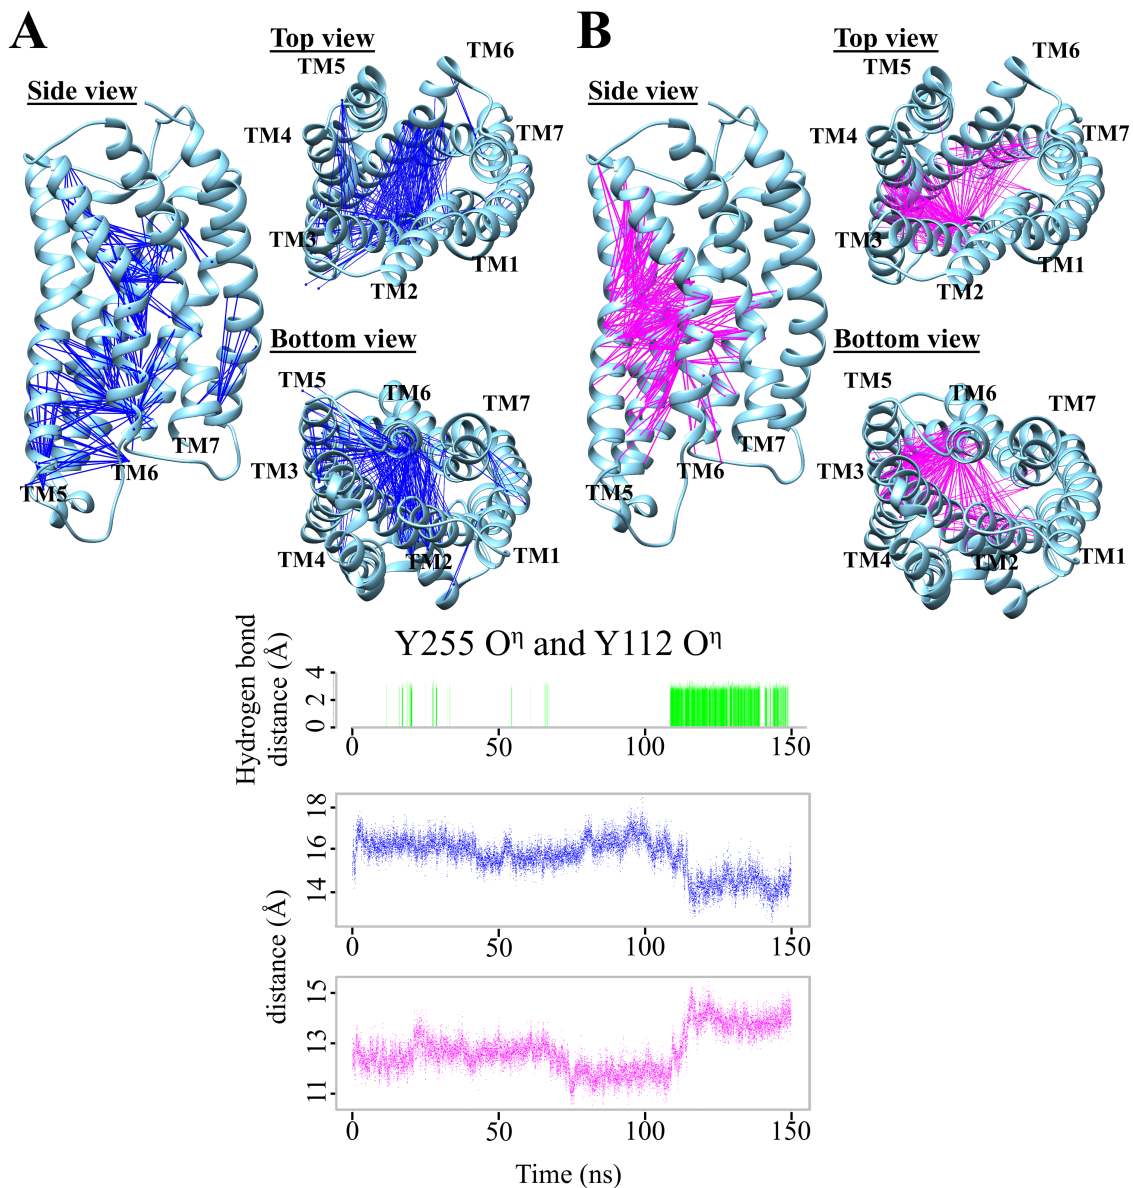 A
Side view
Top view
TM5
TM6
TM4
TM7
TM3
TM1
TM2
Bottom view
TM5
TM6
TM7
TM3
TM4
TM2
TM1
TM7
TM6
TM5
B
Side view
Top view
TM5
TM6
TM4
TM7
TM3
TM1
TM2
Bottom view
TM5
TM6
TM7
TM3
TM4
TM2
TM1
TM7
TM6
TM5
Y255 Oη and Y112 Oη
Hydrogen bond
distance (Å)
4
2
0
0 50 100 150
distance (Å)
18
16
14
0 50 100 150
15
13
11
0 50 100 150
Time (ns)